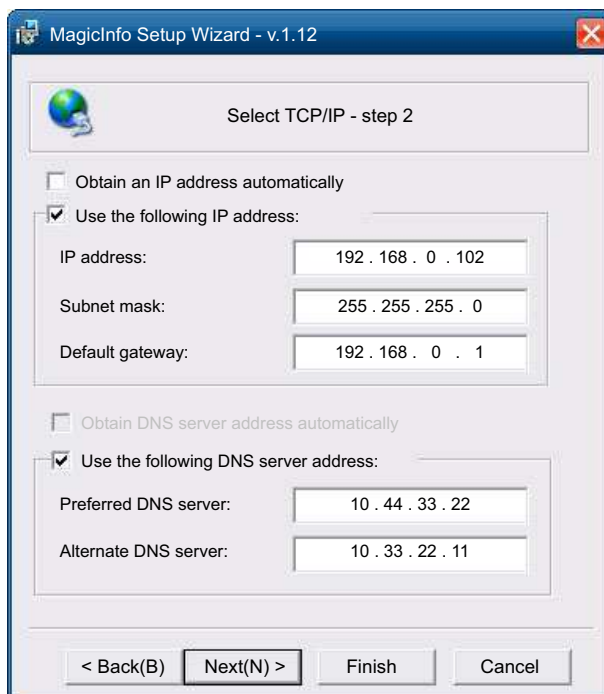 MagicInfo Setup Wizard - v.1.12
Select TCP/IP - step 2
Obtain an IP address automatically
Use the following IP address:
IP address: 192 . 168 . 0 . 102
Subnet mask: 255 . 255 . 255 . 0
Default gateway: 192 . 168 . 0 . 1
Obtain DNS server address automatically
Use the following DNS server address:
Preferred DNS server: 10 . 44 . 33 . 22
Alternate DNS server: 10 . 33 . 22 . 11
< Back(B) Next(N) > Finish Cancel